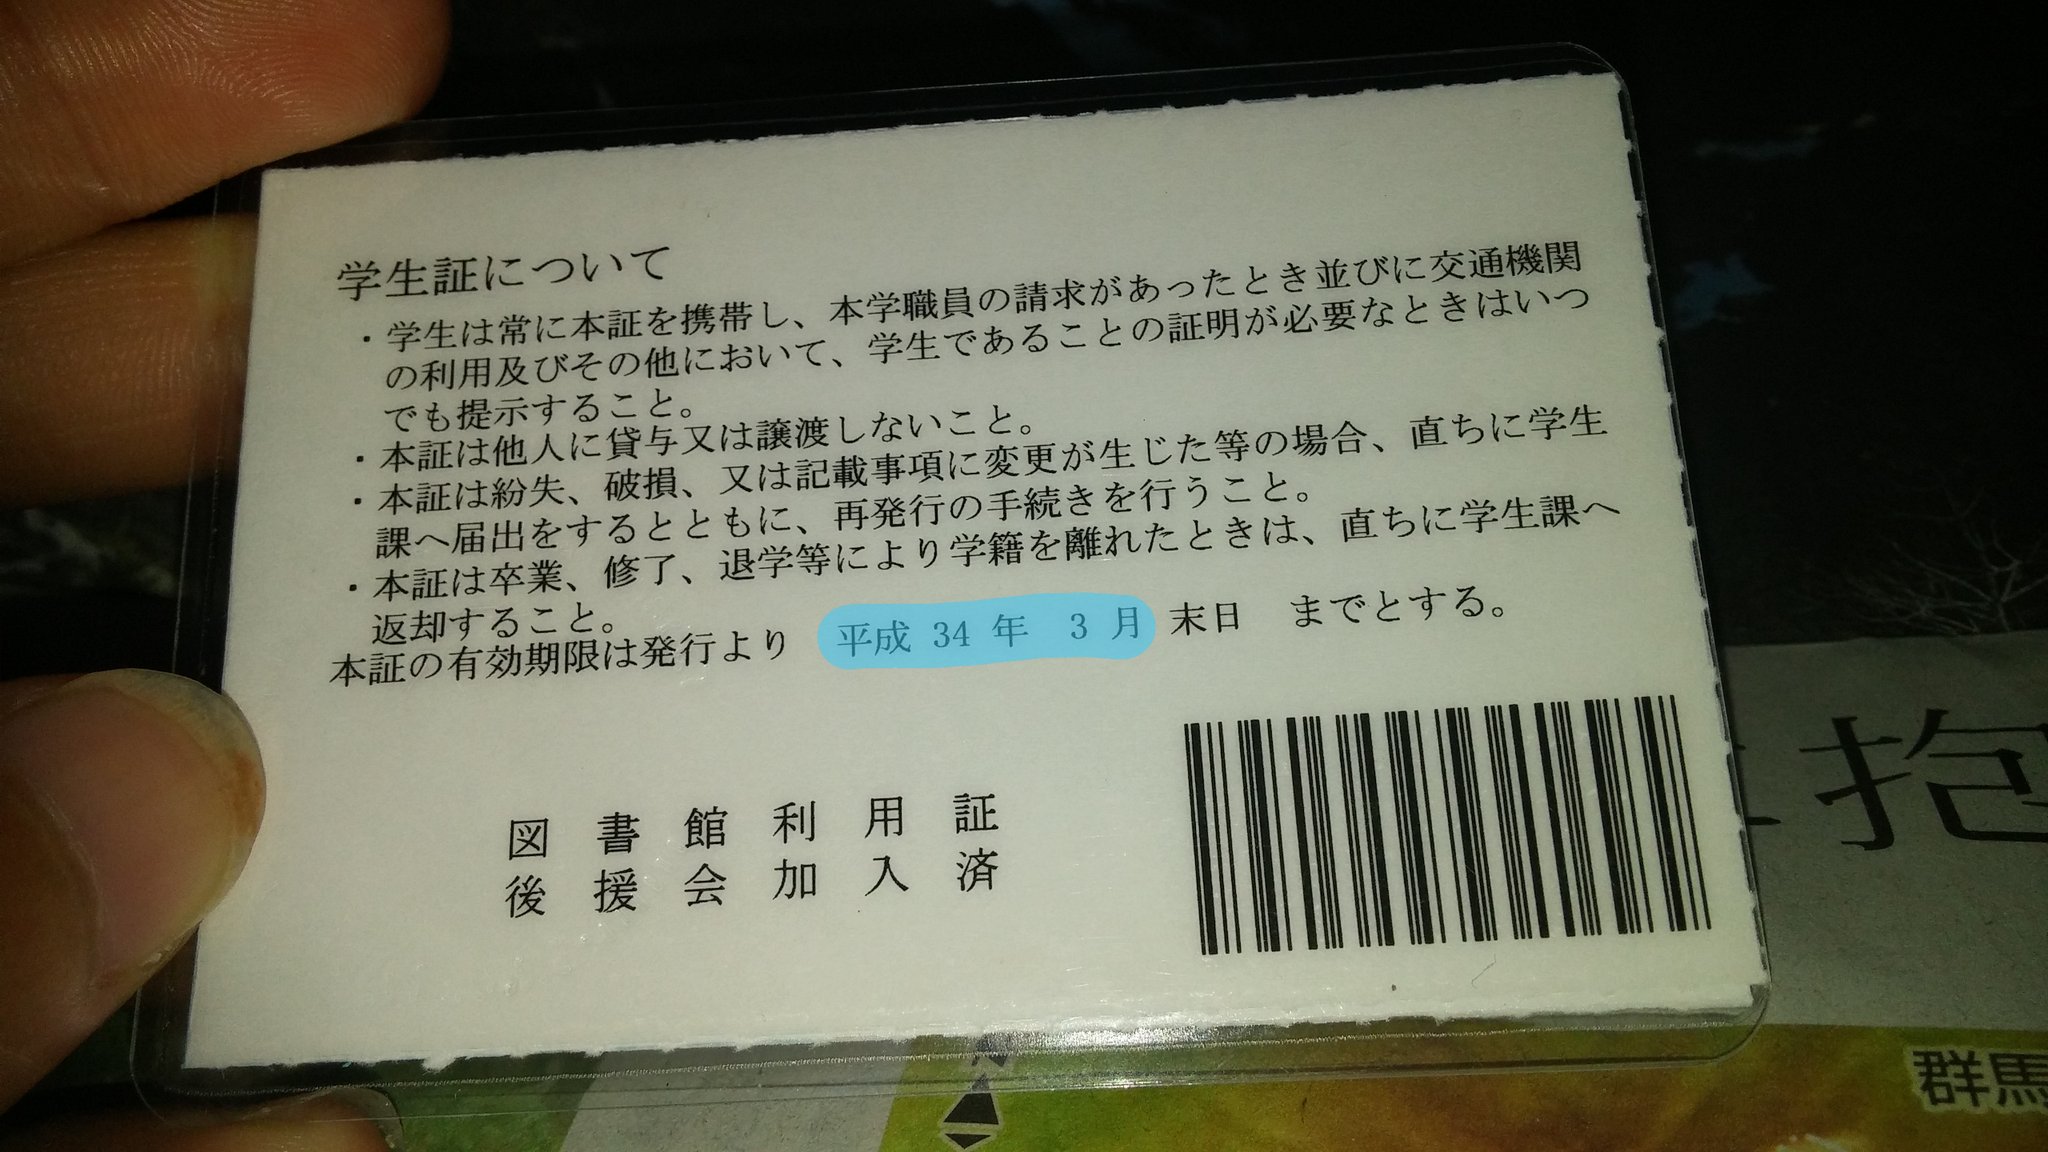 学生証について
・学生は常に本証を携帯し、本学職員の請求があったとき並びに交通機関
の利用及びその他において、学生であることの証明が必要なときはいつ
でも提示すること。
・本証は他人に貸与又は譲渡しないこと。
・本証は紛失、破損、又は記載事項に変更が生じた等の場合、直ちに学生
課へ届出をするとともに、再発行の手続きを行うこと。
・本証は卒業、修了、退学等により学籍を離れたときは、直ちに学生課へ
返却すること。
本証の有効期限は発行より 平成 34 年 3 月 末日 までとする。
図書館利用証
後援会加入済
抱
群馬